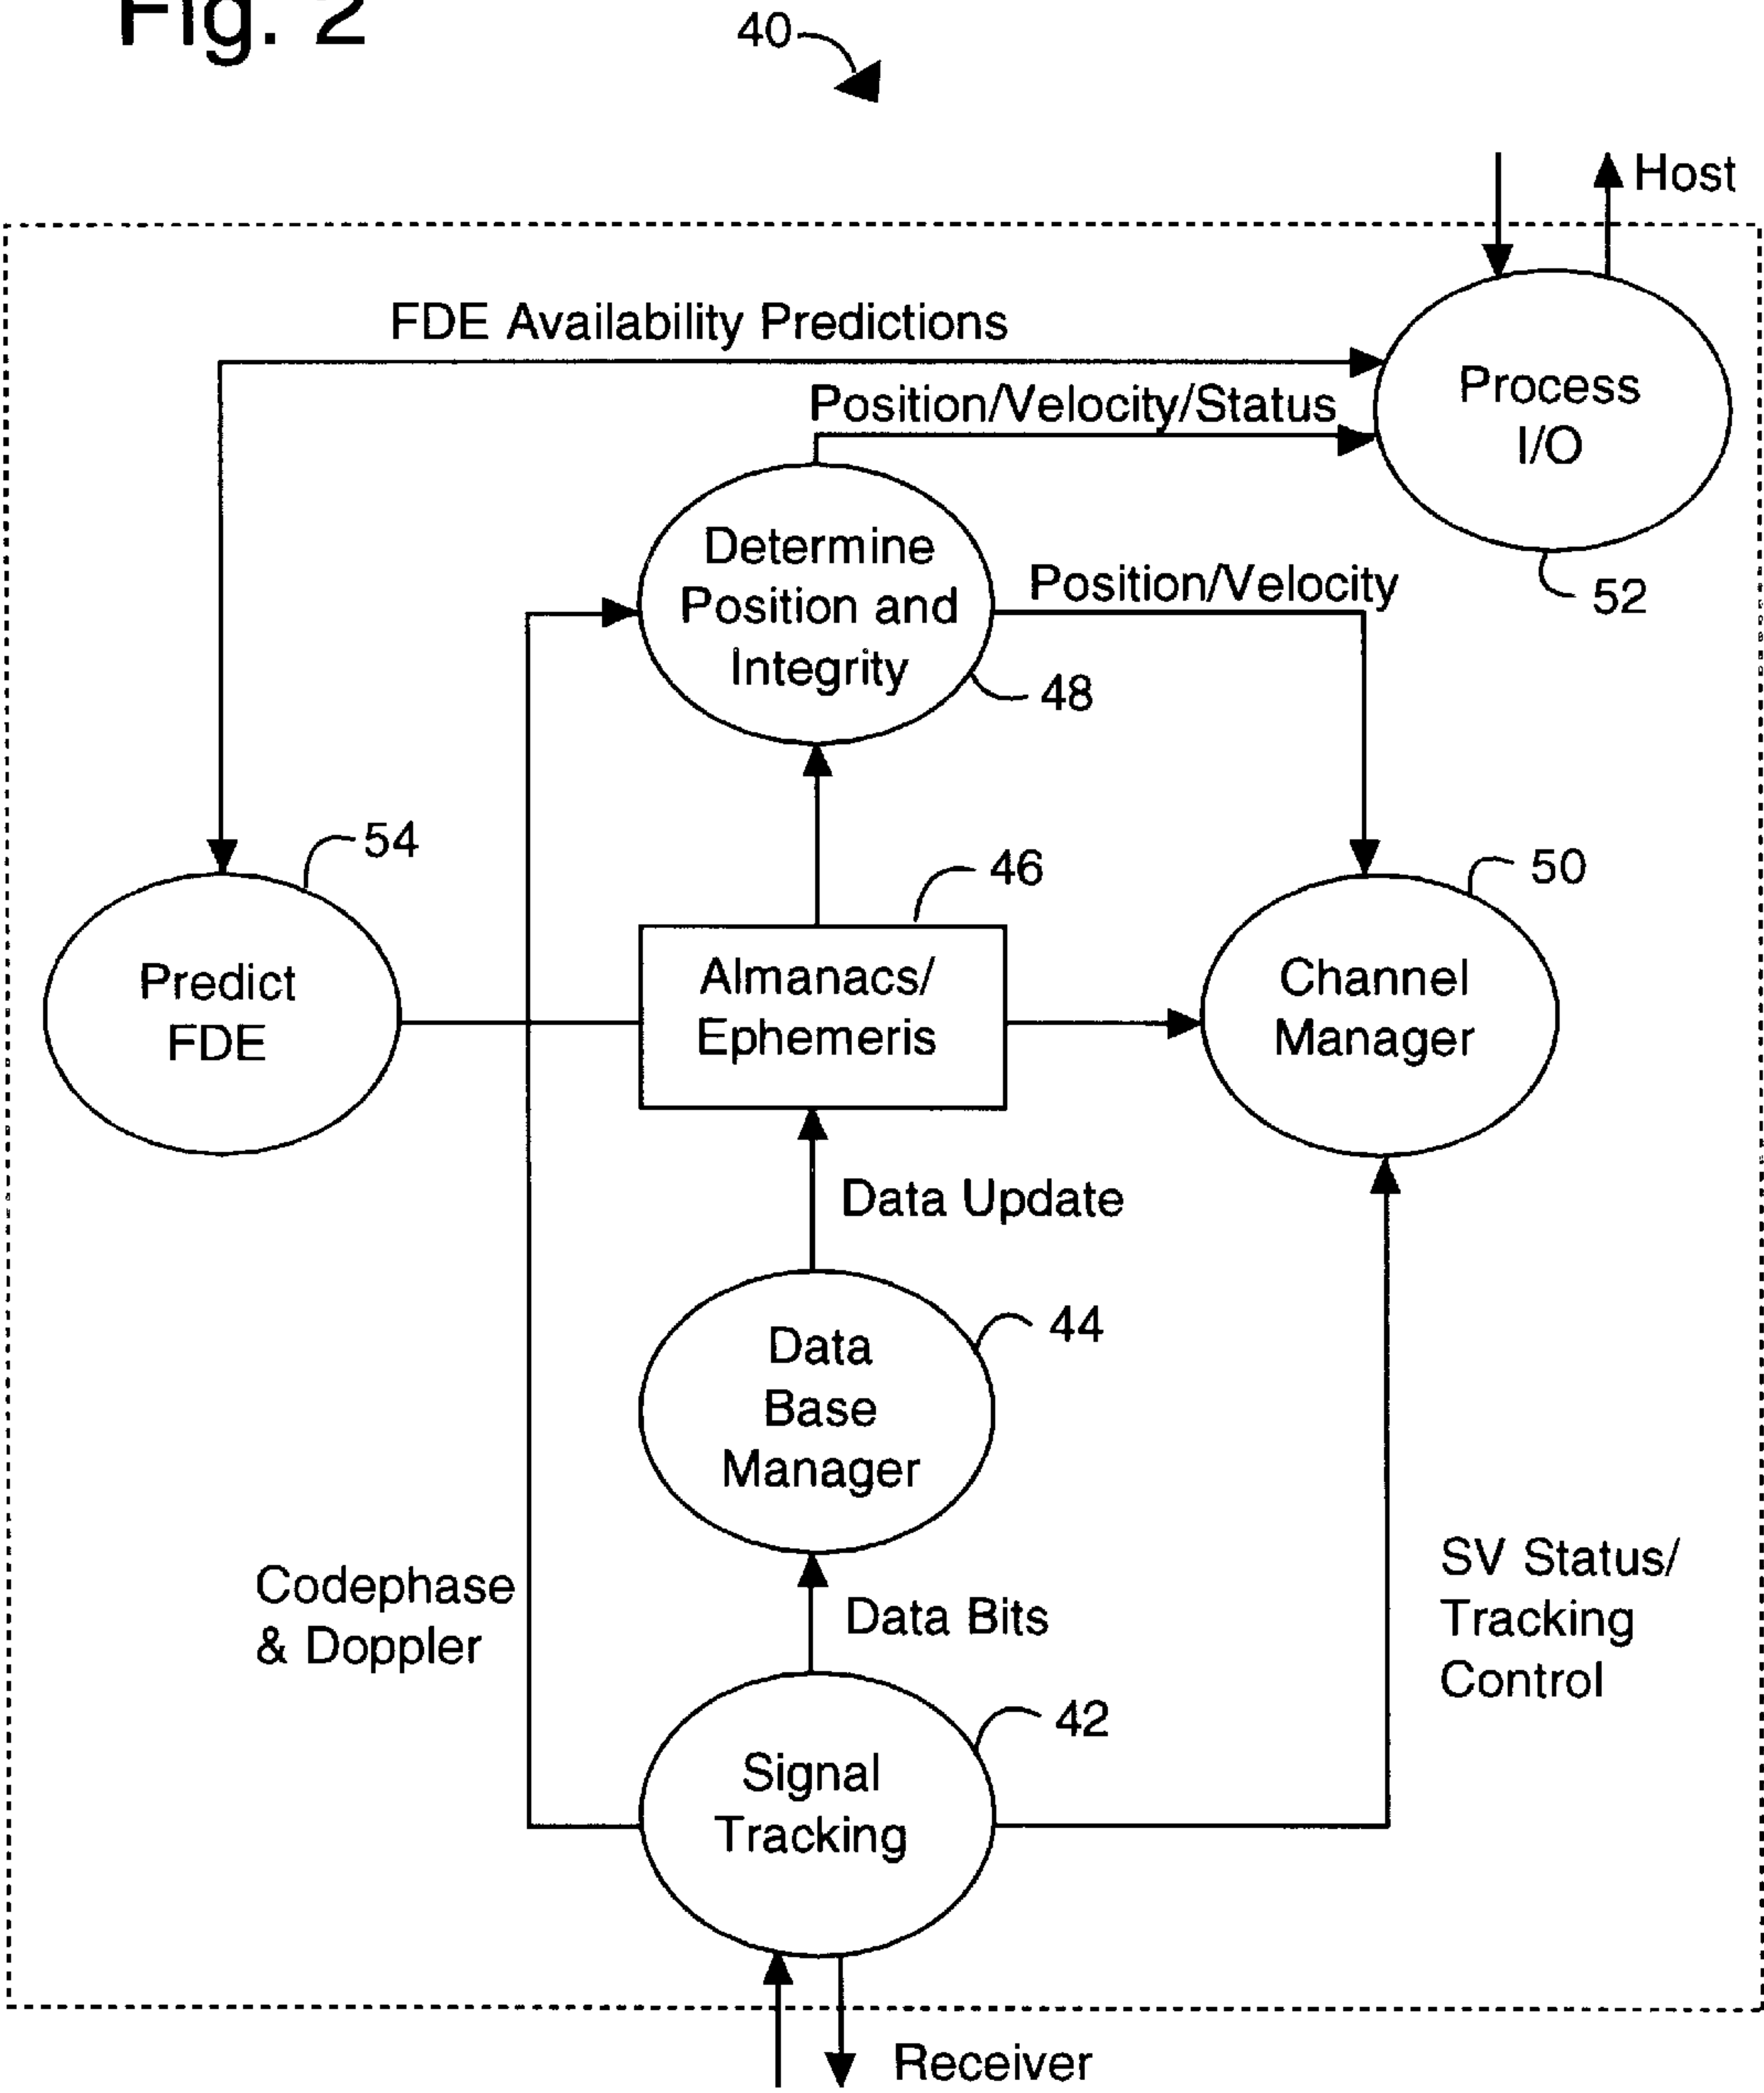 Fig. 2
40
Host
FDE Availability Predictions
Position/Velocity/Status
Process
I/O
52
Determine
Position and
Integrity
48
Position/Velocity
54
46
50
Predict
FDE
Almanacs/
Ephemeris
Channel
Manager
Data Update
44
Data
Base
Manager
Codephase
& Doppler
Data Bits
SV Status/
Tracking
Control
42
Signal
Tracking
Receiver